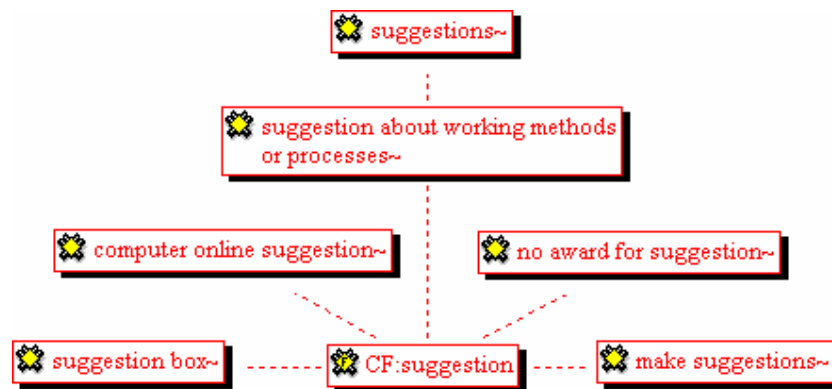 suggestions~
suggestion about working methods
or processes~
computer online suggestion~
no award for suggestion~
suggestion box~
CF:suggestion
make suggestions~